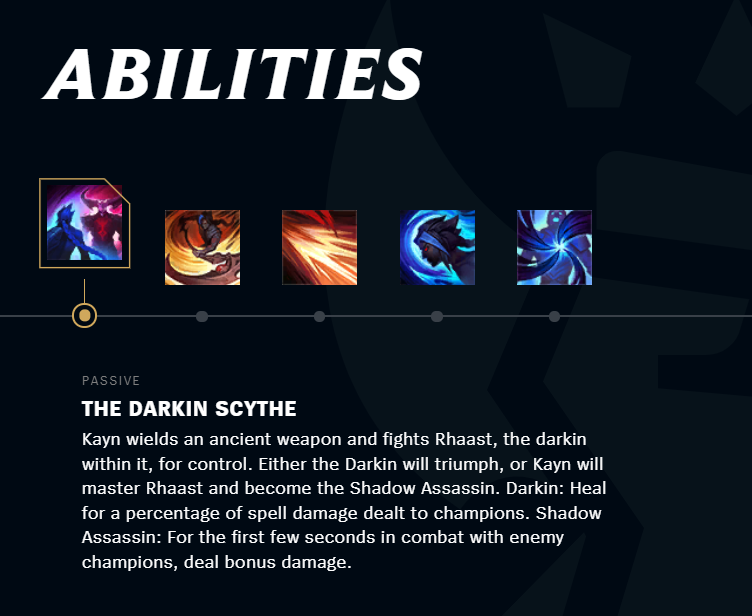 ABILITIES
PASSIVE
THE DARKIN SCYTHE
Kayn wields an ancient weapon and fights Rhaast, the darkin
within it, for control. Either the Darkin will triumph, or Kayn will
master Rhaast and become the Shadow Assassin. Darkin: Heal
for a percentage of spell damage dealt to champions. Shadow
Assassin: For the first few seconds in combat with enemy
champions, deal bonus damage.